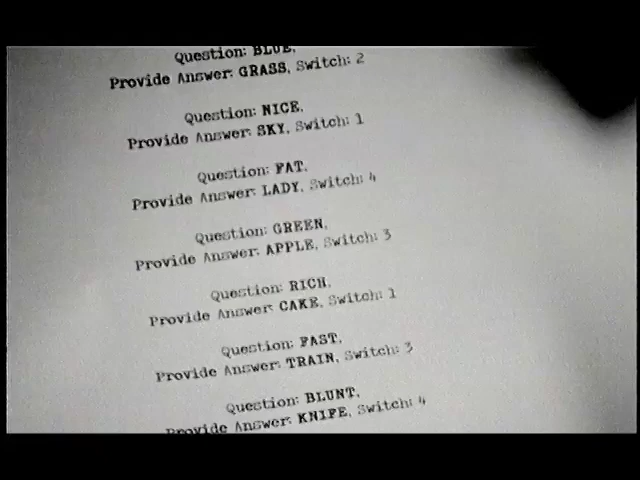 Question: BLUE,
Provide Answer: GRASS, Switch: 2
Question: NICE,
Provide Answer: SKY, Switch: 1
Question: FAT,
Provide Answer: LADY, Switch: 4
Question: GREEN,
Provide Answer: APPLE, Switch: 3
Question: RICH,
Provide Answer: CAKE, Switch: 1
Question: FAST,
Provide Answer: TRAIN, Switch: 3
Question: BLUNT,
Provide Answer: KNIFE, Switch: 4